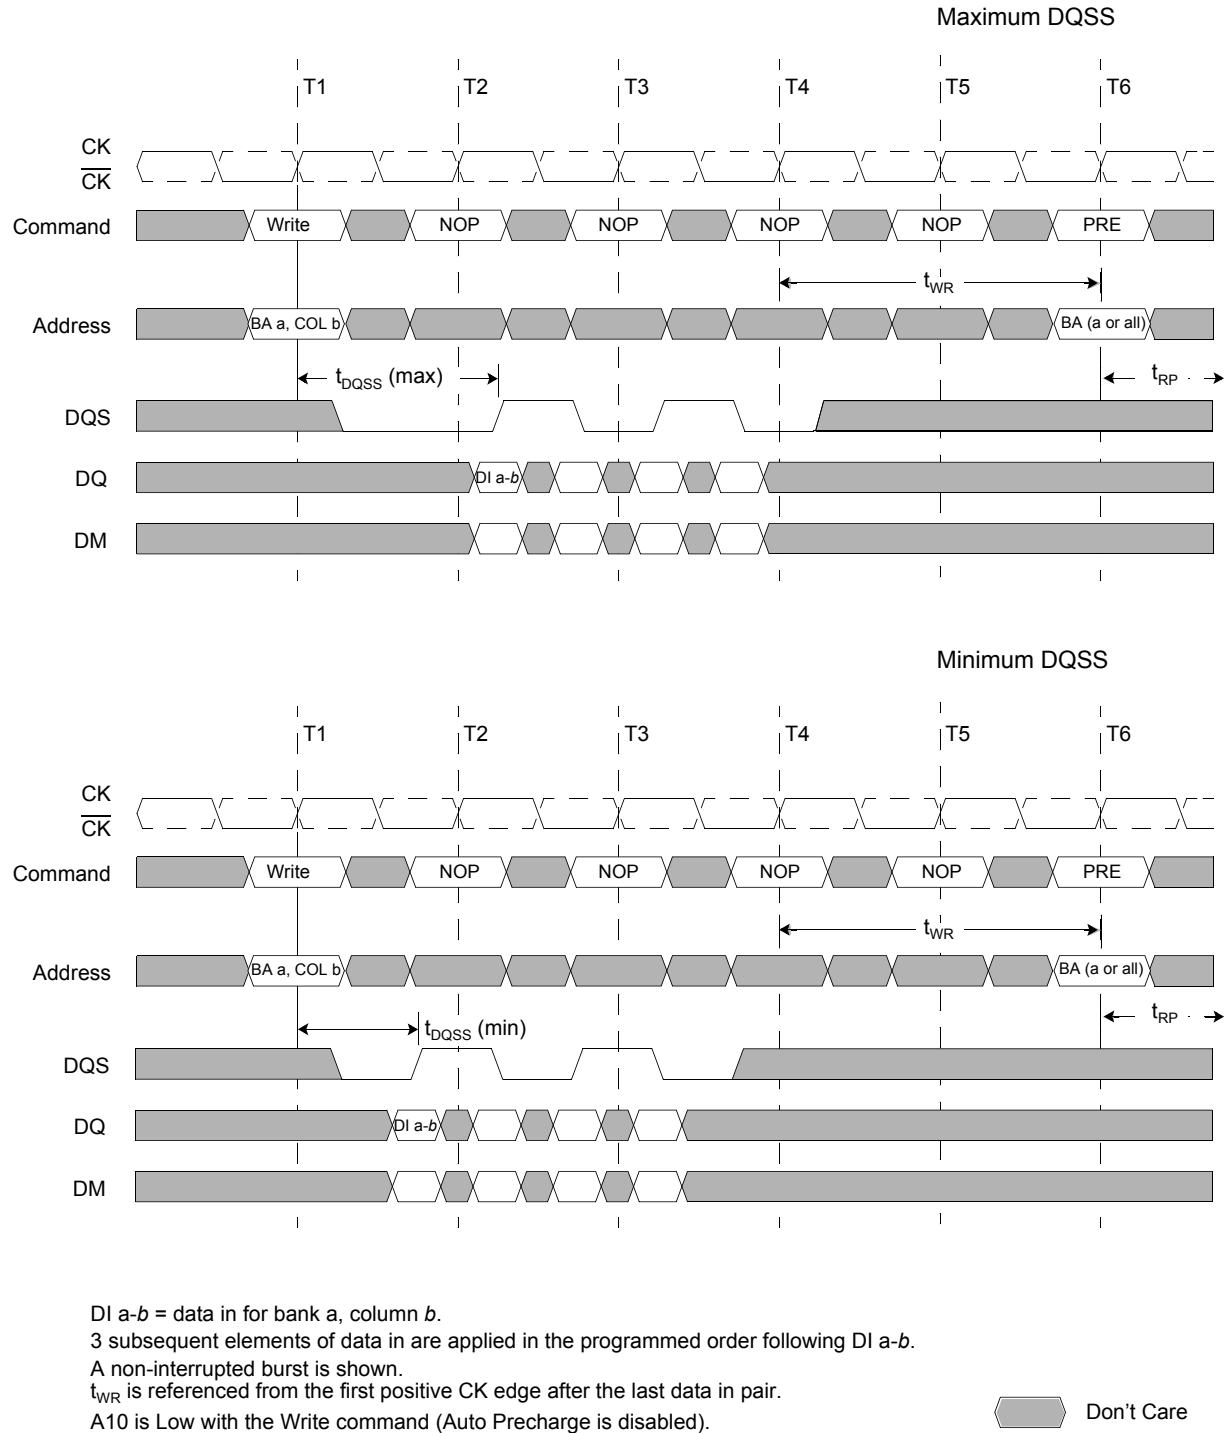 Maximum DQSS
T1 T2 T3 T4 T5 T6
CK
CK
Command Write NOP NOP NOP NOP PRE
tWR
Address BA a, COL b BA (a or all)
tDQSS (max) tRP
DQS
DQ DI a-b
DM
Minimum DQSS
T1 T2 T3 T4 T5 T6
CK
CK
Command Write NOP NOP NOP NOP PRE
tWR
Address BA a, COL b BA (a or all)
tDQSS (min) tRP
DQS
DQ DI a-b
DM
DI a-b = data in for bank a, column b.
3 subsequent elements of data in are applied in the programmed order following DI a-b.
A non-interrupted burst is shown.
tWR is referenced from the first positive CK edge after the last data in pair.
A10 is Low with the Write command (Auto Precharge is disabled).
Don't Care